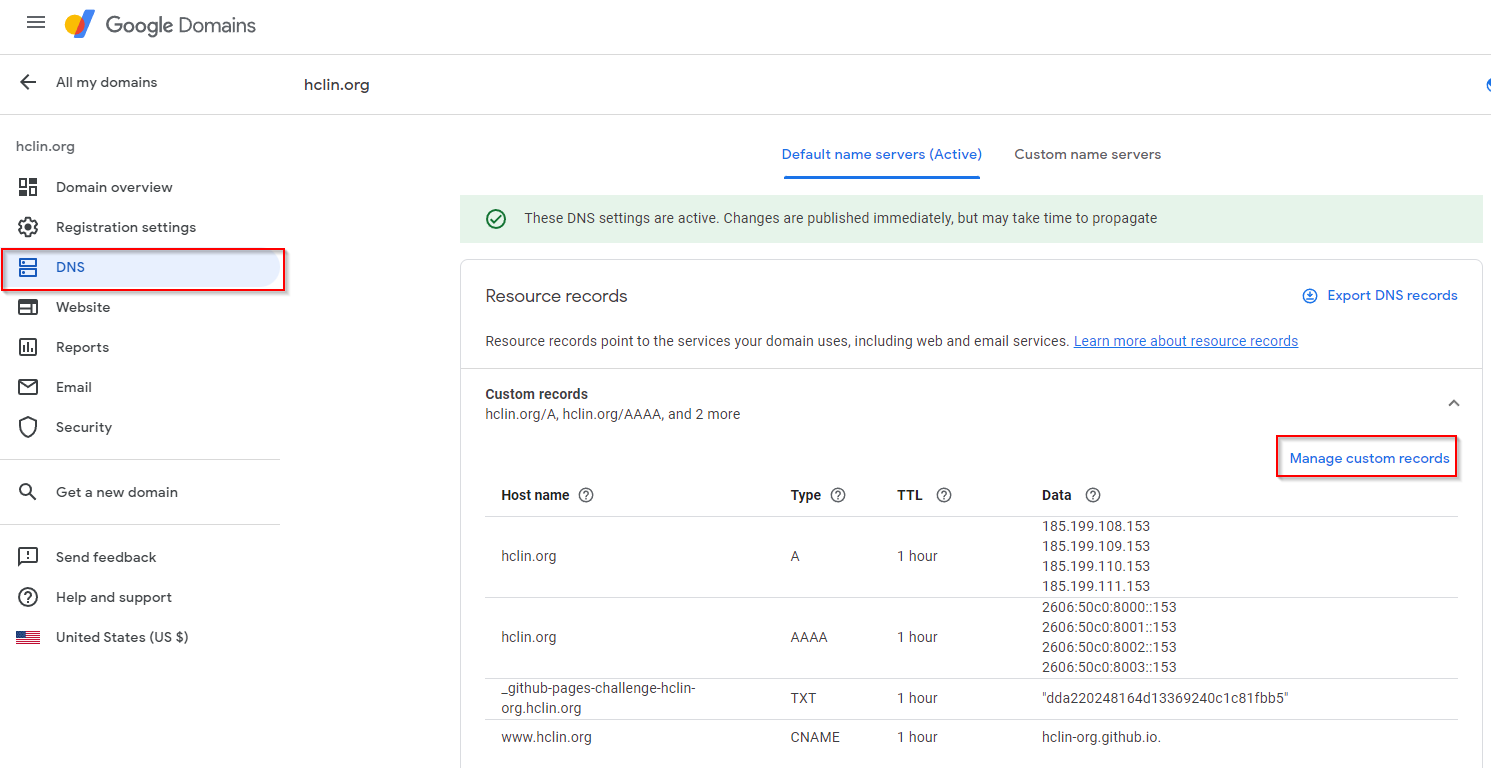 Google Domains
All my domains
hclin.org
hclin.org
Domain overview
Registration settings
DNS
Website
Reports
Email
Security
Get a new domain
Send feedback
Help and support
United States (US $)
Default name servers (Active)
Custom name servers
These DNS settings are active. Changes are published immediately, but may take time to propagate
Resource records
Export DNS records
Resource records point to the services your domain uses, including web and email services. Learn more about resource records
Custom records
hclin.org/A, hclin.org/AAAA, and 2 more
Manage custom records
Host name Type TTL Data
hclin.org A 1 hour 185.199.108.153
185.199.109.153
185.199.110.153
185.199.111.153
hclin.org AAAA 1 hour 2606:50c0:8000::153
2606:50c0:8001::153
2606:50c0:8002::153
2606:50c0:8003::153
_github-pages-challenge-hclin-
org.hclin.org TXT 1 hour "dda220248164d13369240c1c81fbb5"
www.hclin.org CNAME 1 hour hclin-org.github.io.